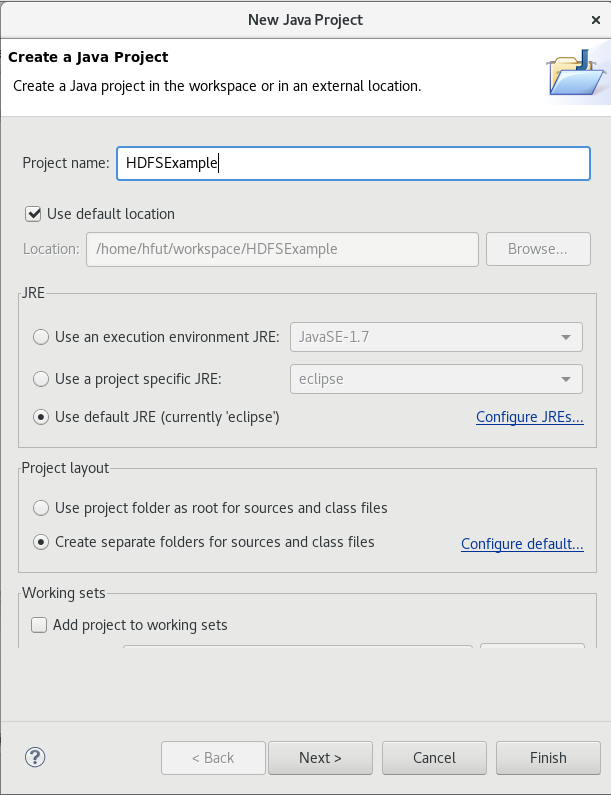 New Java Project
Create a Java Project
Create a Java project in the workspace or in an external location.
Project name: HDFSExample
Use default location
Location: /home/hfut/workspace/HDFSExample Browse...
JRE
Use an execution environment JRE: JavaSE-1.7
Use a project specific JRE: eclipse
Use default JRE (currently 'eclipse') Configure JREs...
Project layout
Use project folder as root for sources and class files
Create separate folders for sources and class files Configure default...
Working sets
Add project to working sets
< Back Next > Cancel Finish